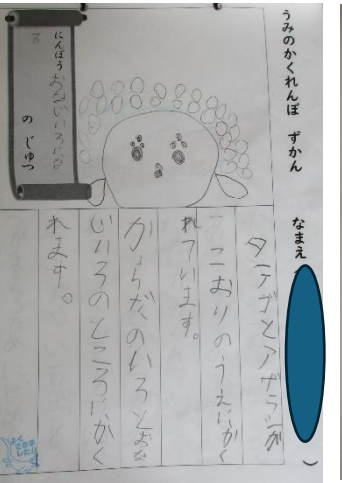 うみのかくれんぼ ずかん なまえ（ ）
にんぽう おなじいろにな
る のじゅつ
タテゴとアザラシが
こおりのうえにかく
れています。
からだのいろとおな
じいろのところにかく
れます。